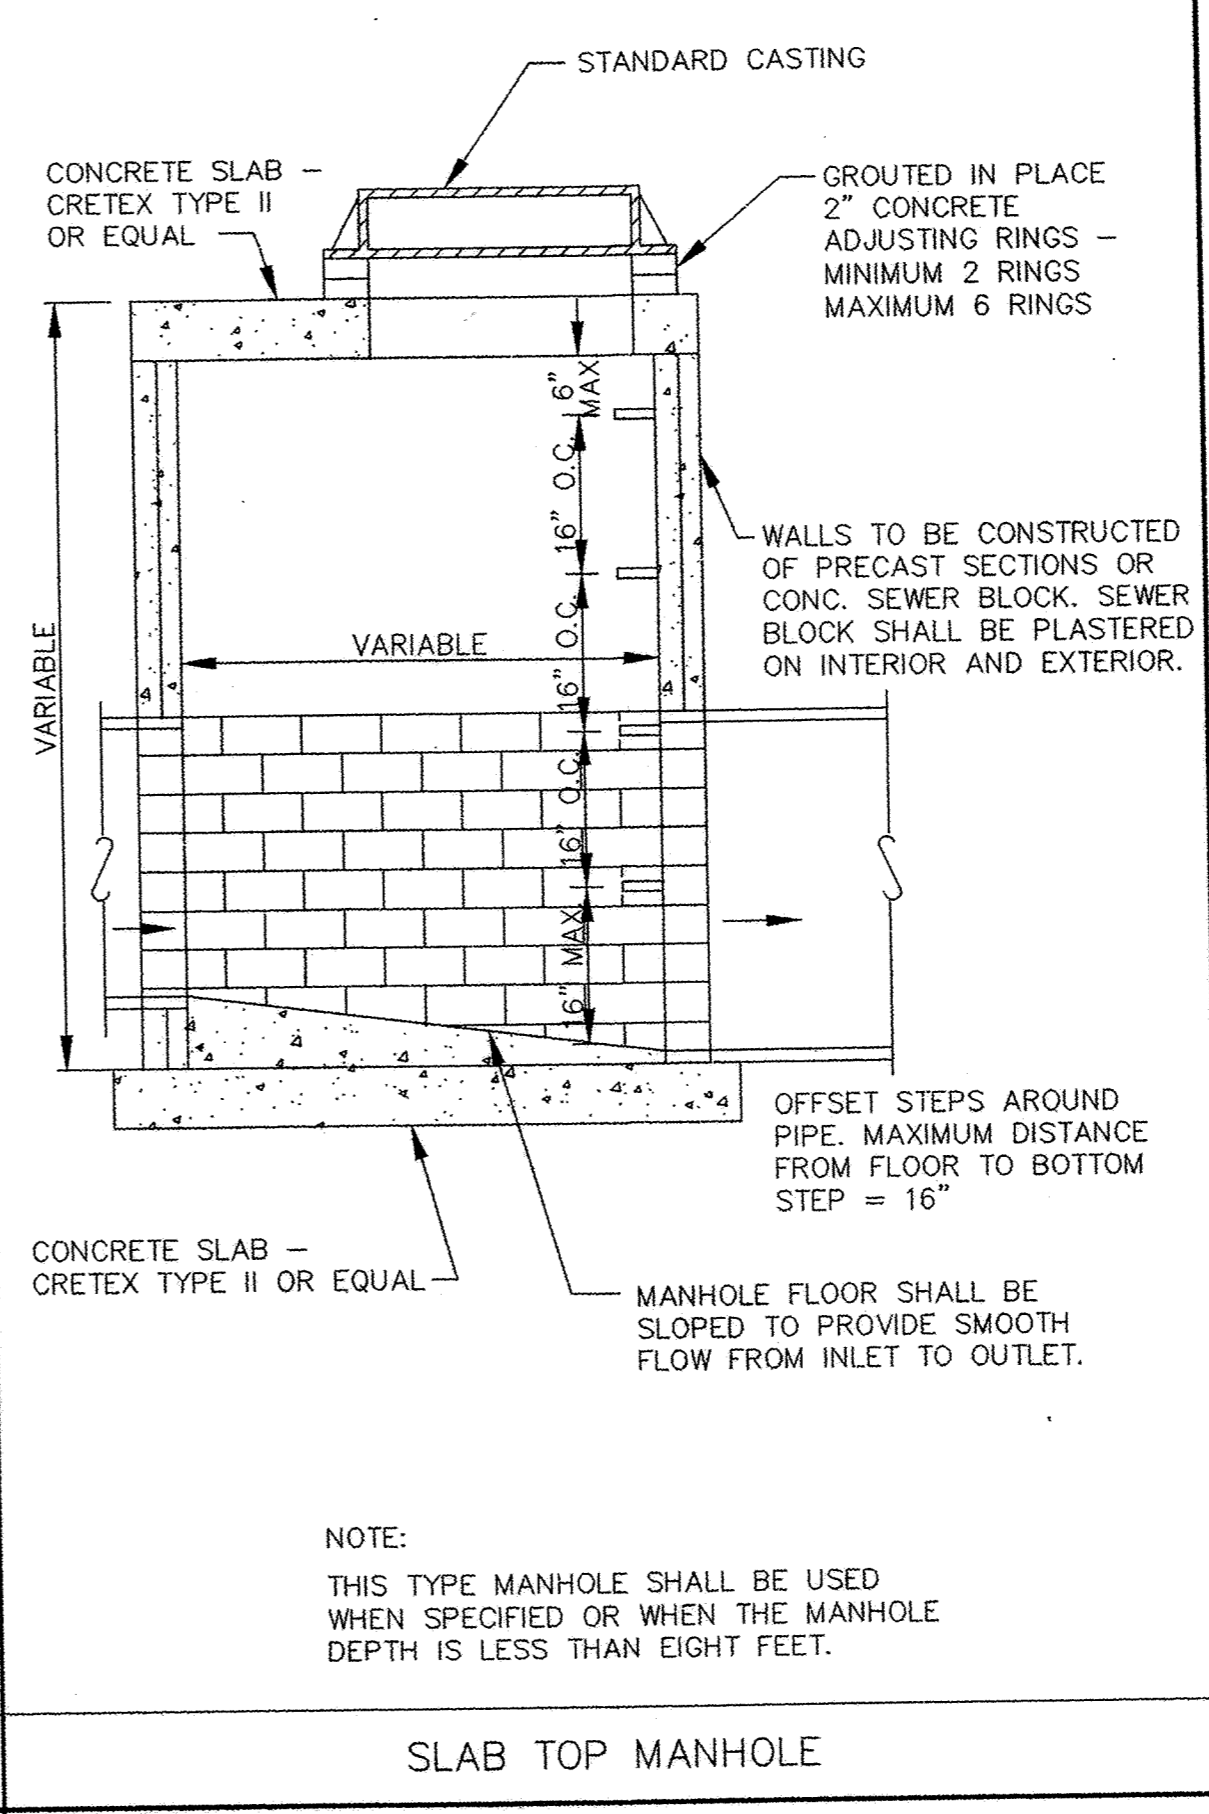 STANDARD CASTING
CONCRETE SLAB –
CRETEX TYPE II
OR EQUAL
GROUTED IN PLACE
2" CONCRETE
ADJUSTING RINGS –
MINIMUM 2 RINGS
MAXIMUM 6 RINGS
6"
MAX
16" O.C.
16" O.C.
16" O.C.
16" MAX
VARIABLE
VARIABLE
WALLS TO BE CONSTRUCTED
OF PRECAST SECTIONS OR
CONC. SEWER BLOCK. SEWER
BLOCK SHALL BE PLASTERED
ON INTERIOR AND EXTERIOR.
OFFSET STEPS AROUND
PIPE. MAXIMUM DISTANCE
FROM FLOOR TO BOTTOM
STEP = 16"
CONCRETE SLAB –
CRETEX TYPE II OR EQUAL
MANHOLE FLOOR SHALL BE
SLOPED TO PROVIDE SMOOTH
FLOW FROM INLET TO OUTLET.
NOTE:
THIS TYPE MANHOLE SHALL BE USED
WHEN SPECIFIED OR WHEN THE MANHOLE
DEPTH IS LESS THAN EIGHT FEET.
SLAB TOP MANHOLE